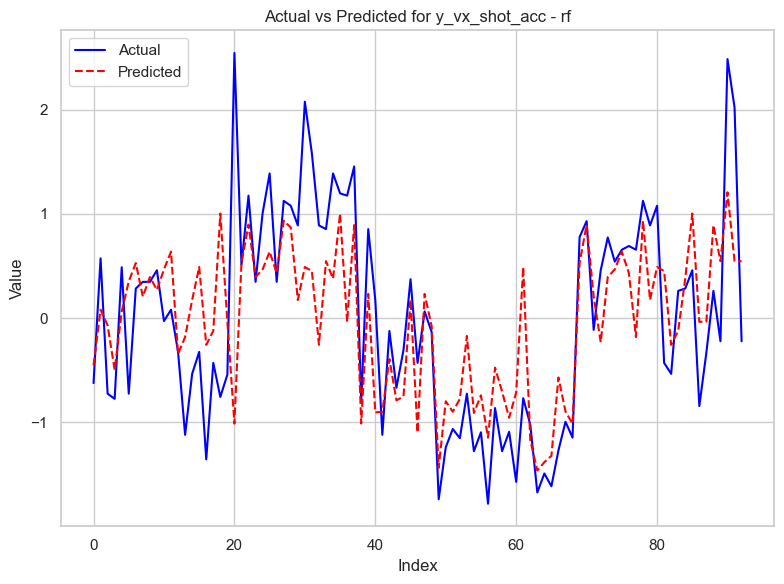 Actual vs Predicted for y_vx_shot_acc - rf
Actual
Predicted
Value
2
1
0
−1
0
20
40
60
80
Index